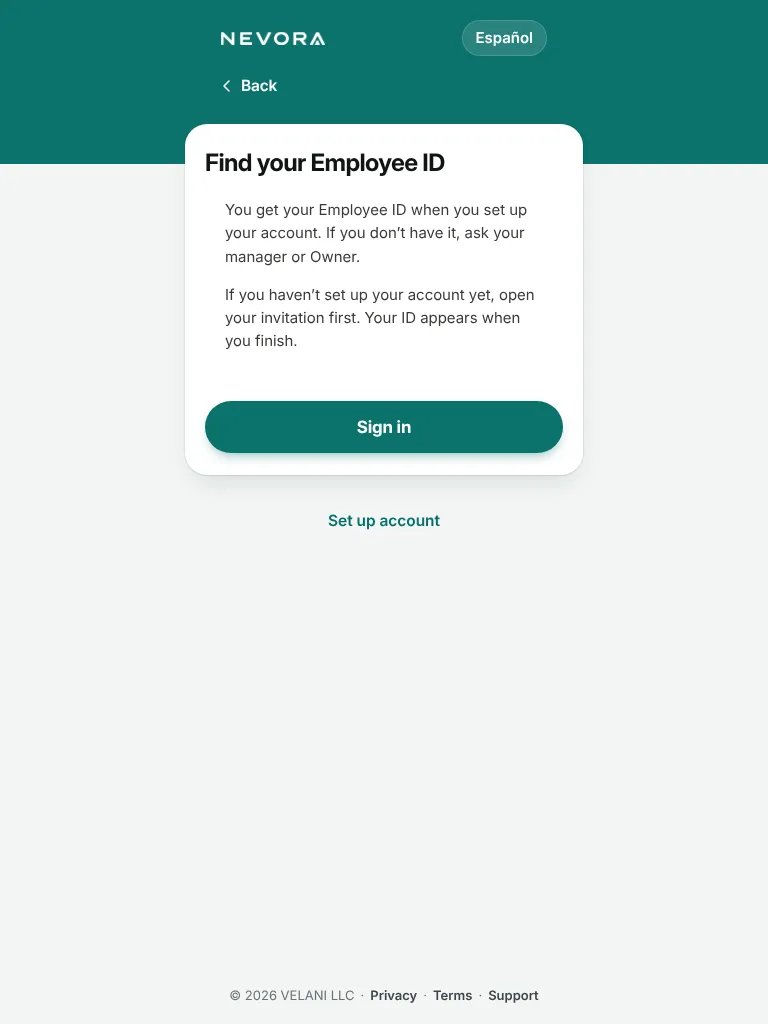 NEVORA
Español
Back
Find your Employee ID
You get your Employee ID when you set up
your account. If you don’t have it, ask your
manager or Owner.
If you haven’t set up your account yet, open
your invitation first. Your ID appears when
you finish.
Sign in
Set up account
© 2026 VELANI LLC · Privacy · Terms · Support